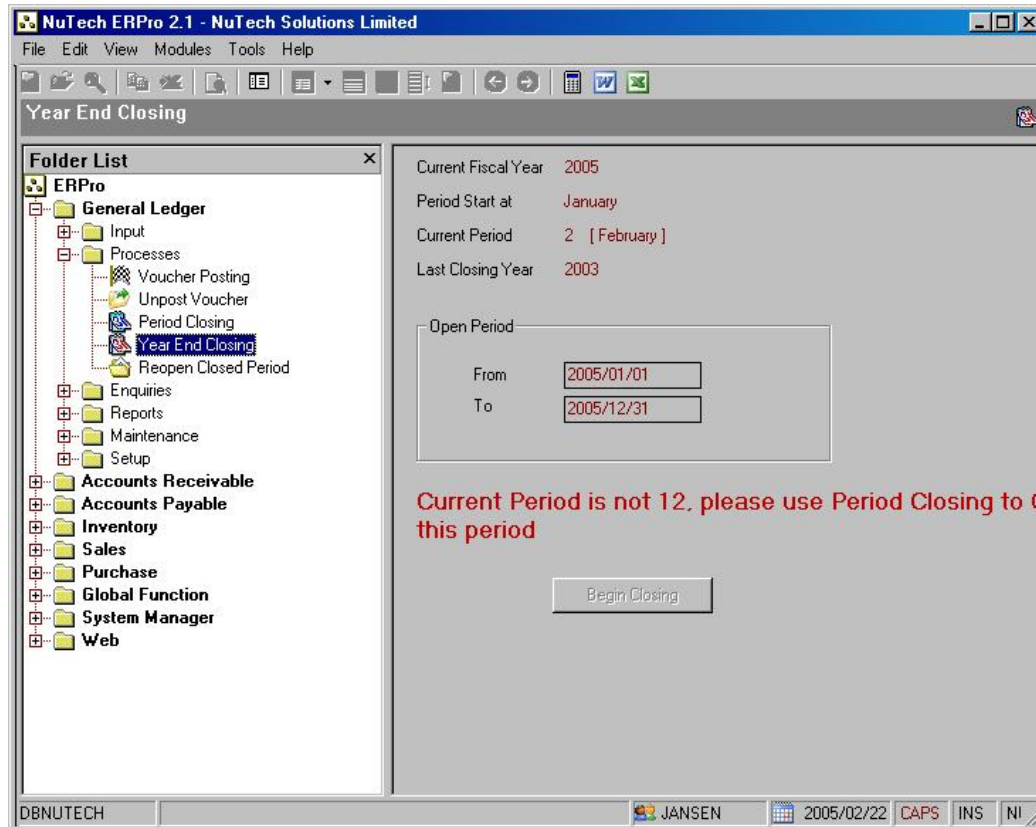 NuTech ERPro 2.1 - NuTech Solutions Limited
File Edit View Modules Tools Help
Year End Closing
Folder List
ERPro
General Ledger
Input
Processes
Voucher Posting
Unpost Voucher
Period Closing
Year End Closing
Reopen Closed Period
Enquiries
Reports
Maintenance
Setup
Accounts Receivable
Accounts Payable
Inventory
Sales
Purchase
Global Function
System Manager
Web
Current Fiscal Year 2005
Period Start at January
Current Period 2 [ February ]
Last Closing Year 2003
Open Period
From 2005/01/01
To 2005/12/31
Current Period is not 12, please use Period Closing to
this period
Begin Closing
DBNUTECH JANSEN 2005/02/22 CAPS INS